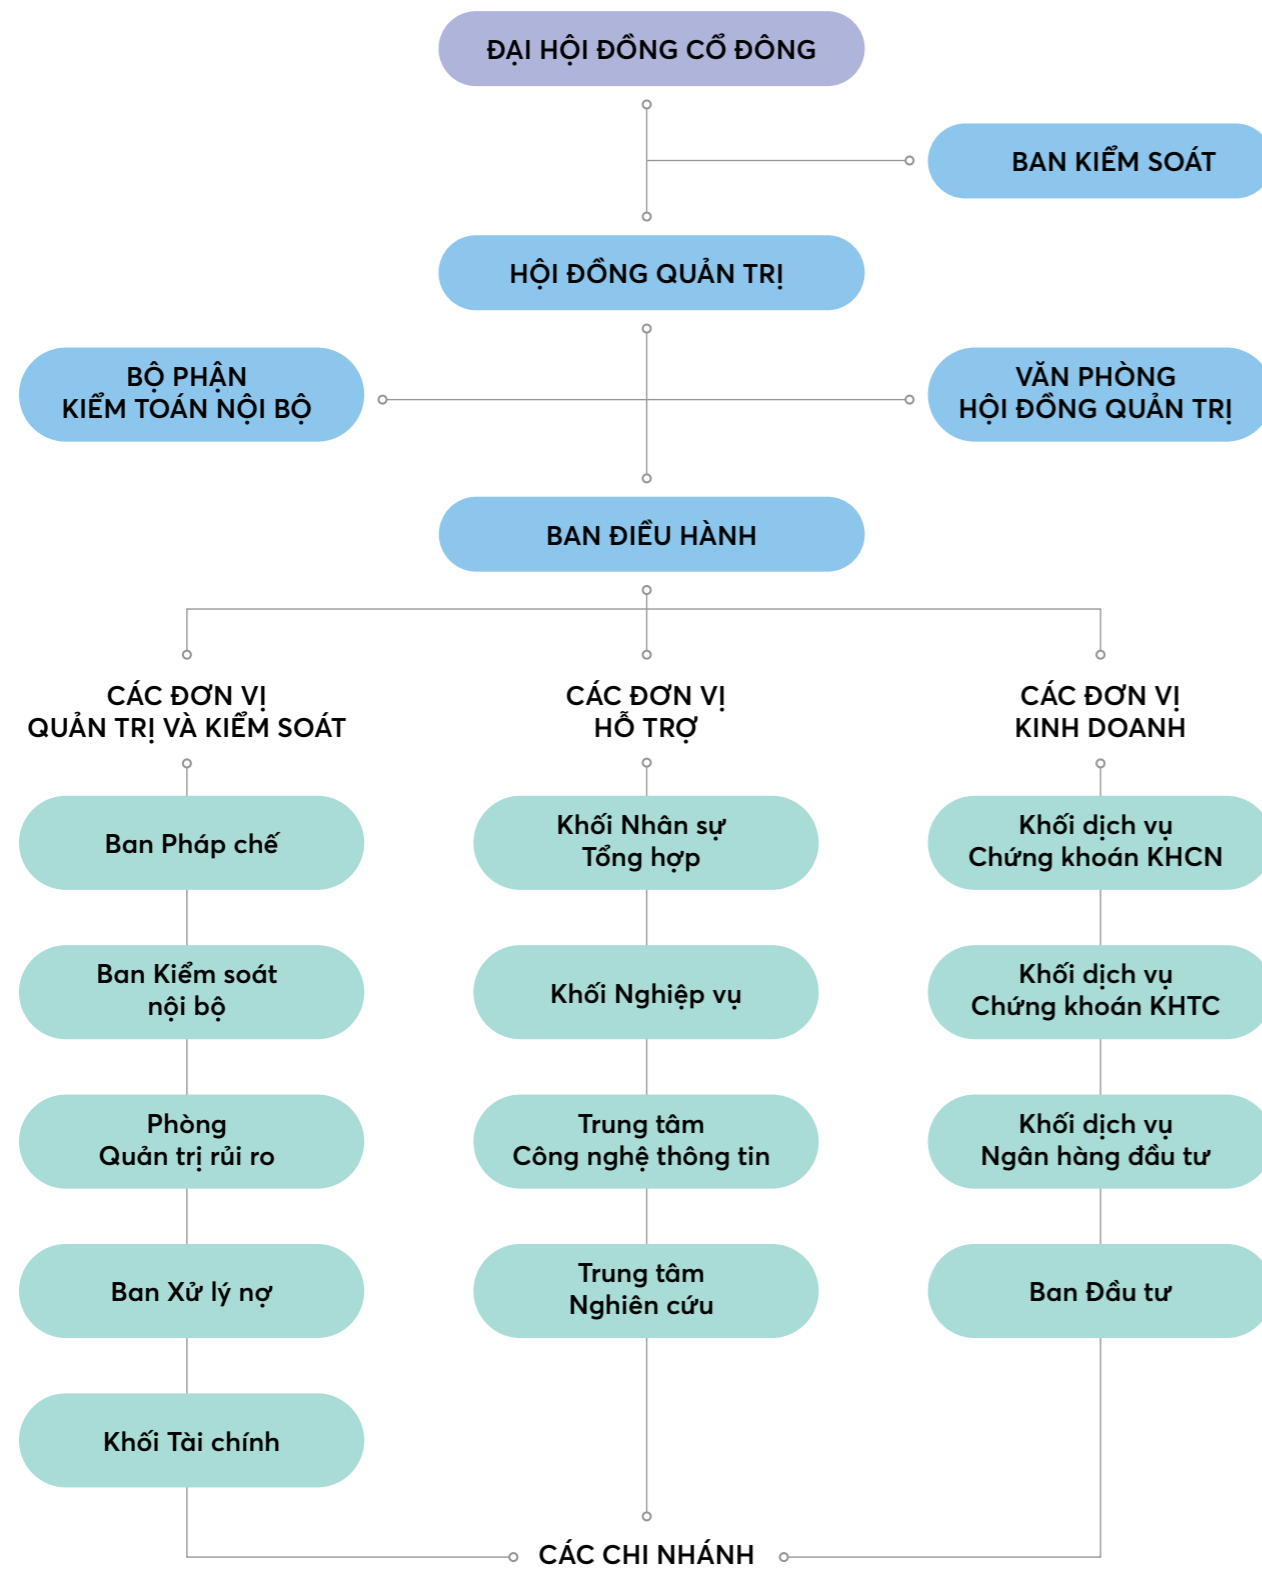 ĐẠI HỘI ĐỒNG CỔ ĐÔNG
BAN KIỂM SOÁT
HỘI ĐỒNG QUẢN TRỊ
BỘ PHẬN
KIỂM TOÁN NỘI BỘ
VĂN PHÒNG
HỘI ĐỒNG QUẢN TRỊ
BAN ĐIỀU HÀNH
CÁC ĐƠN VỊ
QUẢN TRỊ VÀ KIỂM SOÁT
Ban Pháp chế
Ban Kiểm soát
nội bộ
Phòng
Quản trị rủi ro
Ban Xử lý nợ
Khối Tài chính
CÁC ĐƠN VỊ
HỖ TRỢ
Khối Nhân sự
Tổng hợp
Khối Nghiệp vụ
Trung tâm
Công nghệ thông tin
Trung tâm
Nghiên cứu
CÁC ĐƠN VỊ
KINH DOANH
Khối dịch vụ
Chứng khoán KHCN
Khối dịch vụ
Chứng khoán KHTC
Khối dịch vụ
Ngân hàng đầu tư
Ban Đầu tư
CÁC CHI NHÁNH